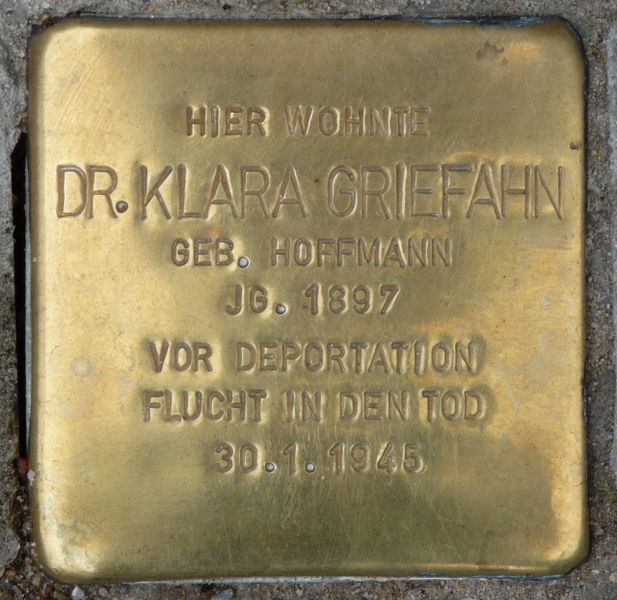 HIER WOHNTE
DR. KLARA GRIEFAHN
GEB. HOFFMANN
JG. 1897
VOR DEPORTATION
FLUCHT IN DEN TOD
30.1.1945